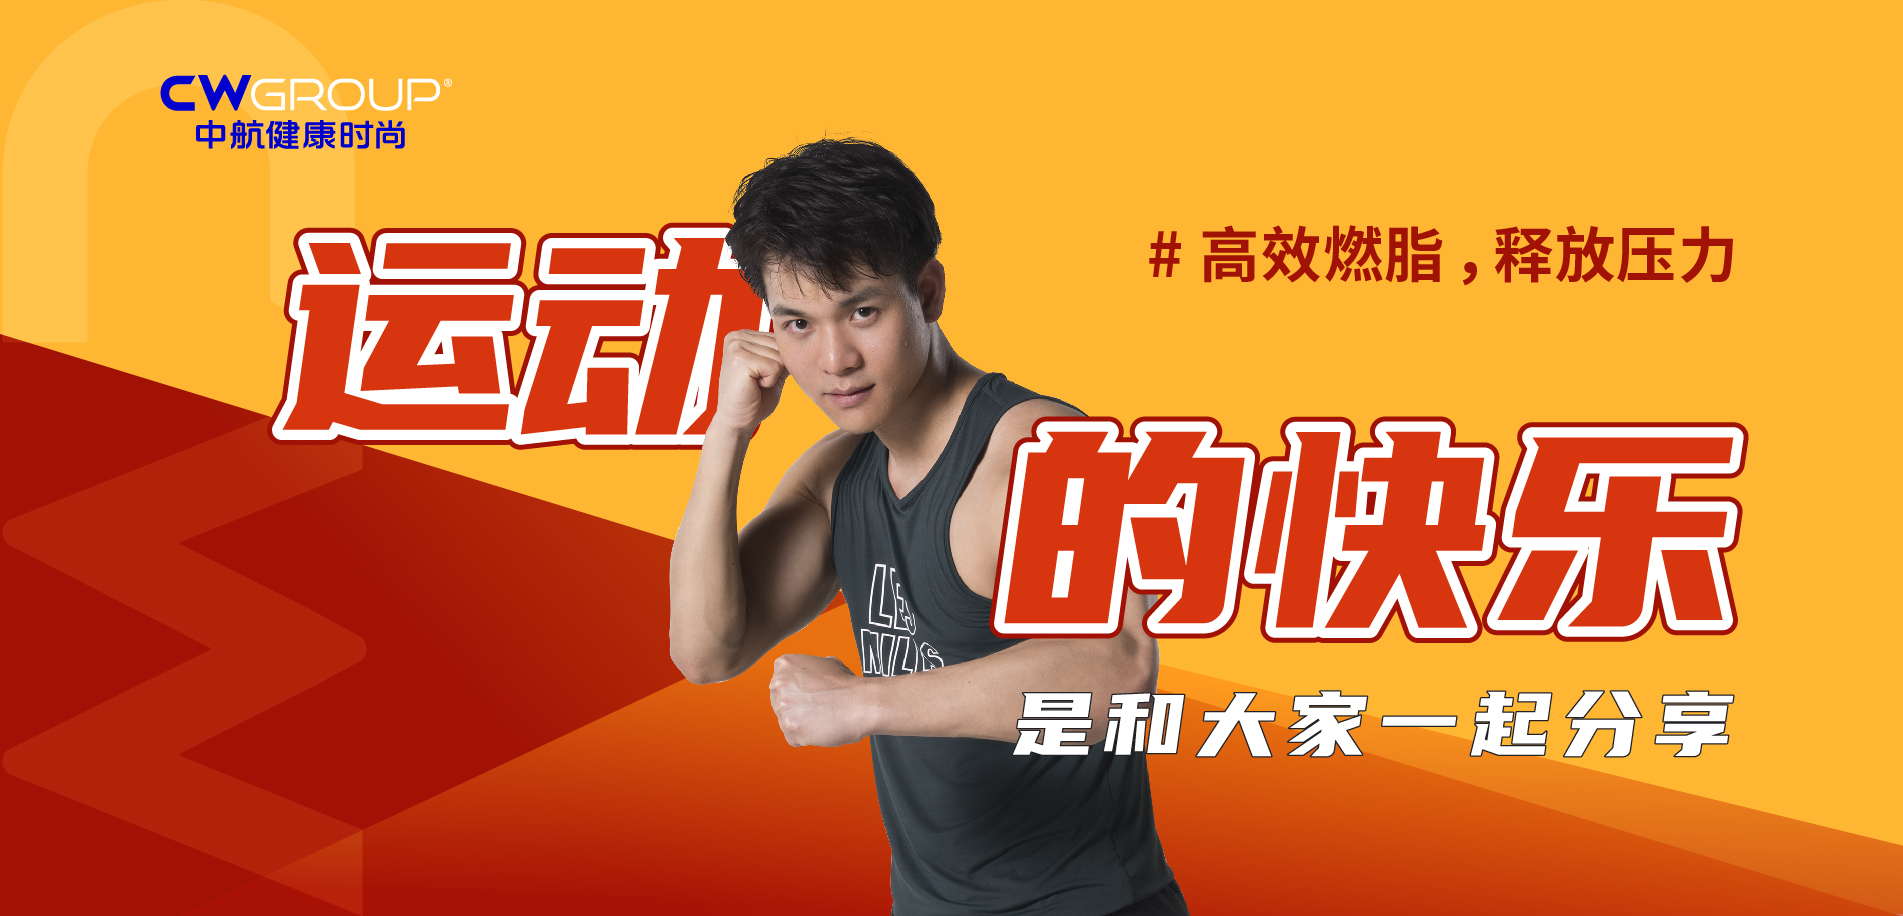 CWGROUP®
中航健康时尚
运动
#高效燃脂，释放压力
的快乐
LES
MILLS
是和大家一起分享